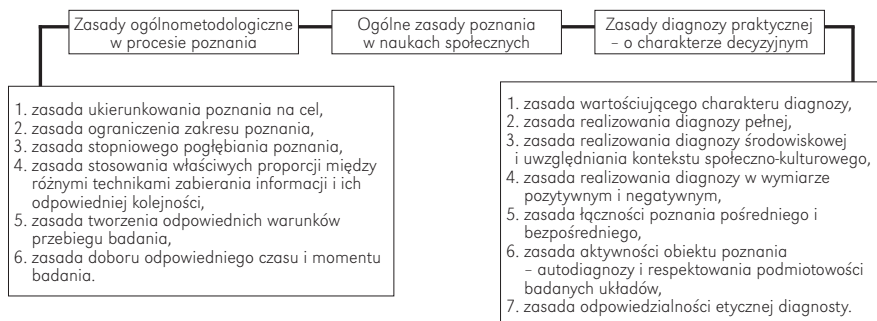 Zasady ogólnometodologiczne
w procesie poznania
Ogólne zasady poznania
w naukach społecznych
Zasady diagnozy praktycznej
– o charakterze decyzyjnym
1. zasada ukierunkowania poznania na cel,
2. zasada ograniczenia zakresu poznania,
3. zasada stopniowego pogłębiania poznania,
4. zasada stosowania właściwych proporcji między
różnymi technikami zabierania informacji i ich
odpowiedniej kolejności,
5. zasada tworzenia odpowiednich warunków
przebiegu badania,
6. zasada doboru odpowiedniego czasu i momentu
badania.
1. zasada wartościującego charakteru diagnozy,
2. zasada realizowania diagnozy pełnej,
3. zasada realizowania diagnozy środowiskowej
i uwzględniania kontekstu społeczno-kulturowego,
4. zasada realizowania diagnozy w wymiarze
pozytywnym i negatywnym,
5. zasada łączności poznania pośredniego i
bezpośredniego,
6. zasada aktywności obiektu poznania
– autodiagnozy i respektowania podmiotowości
badanych układów,
7. zasada odpowiedzialności etycznej diagnosty.